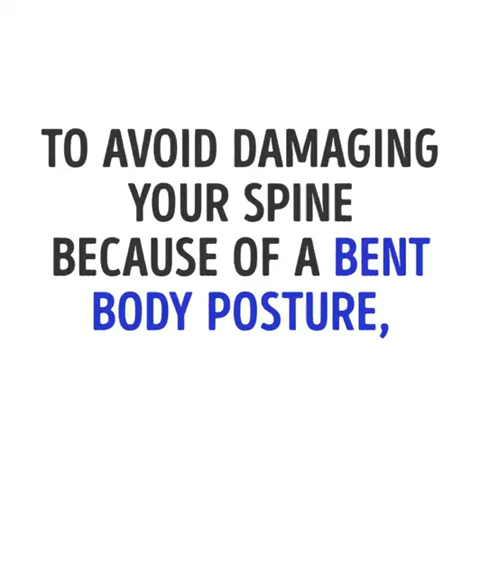 TO AVOID DAMAGING
YOUR SPINE
BECAUSE OF A BENT
BODY POSTURE,